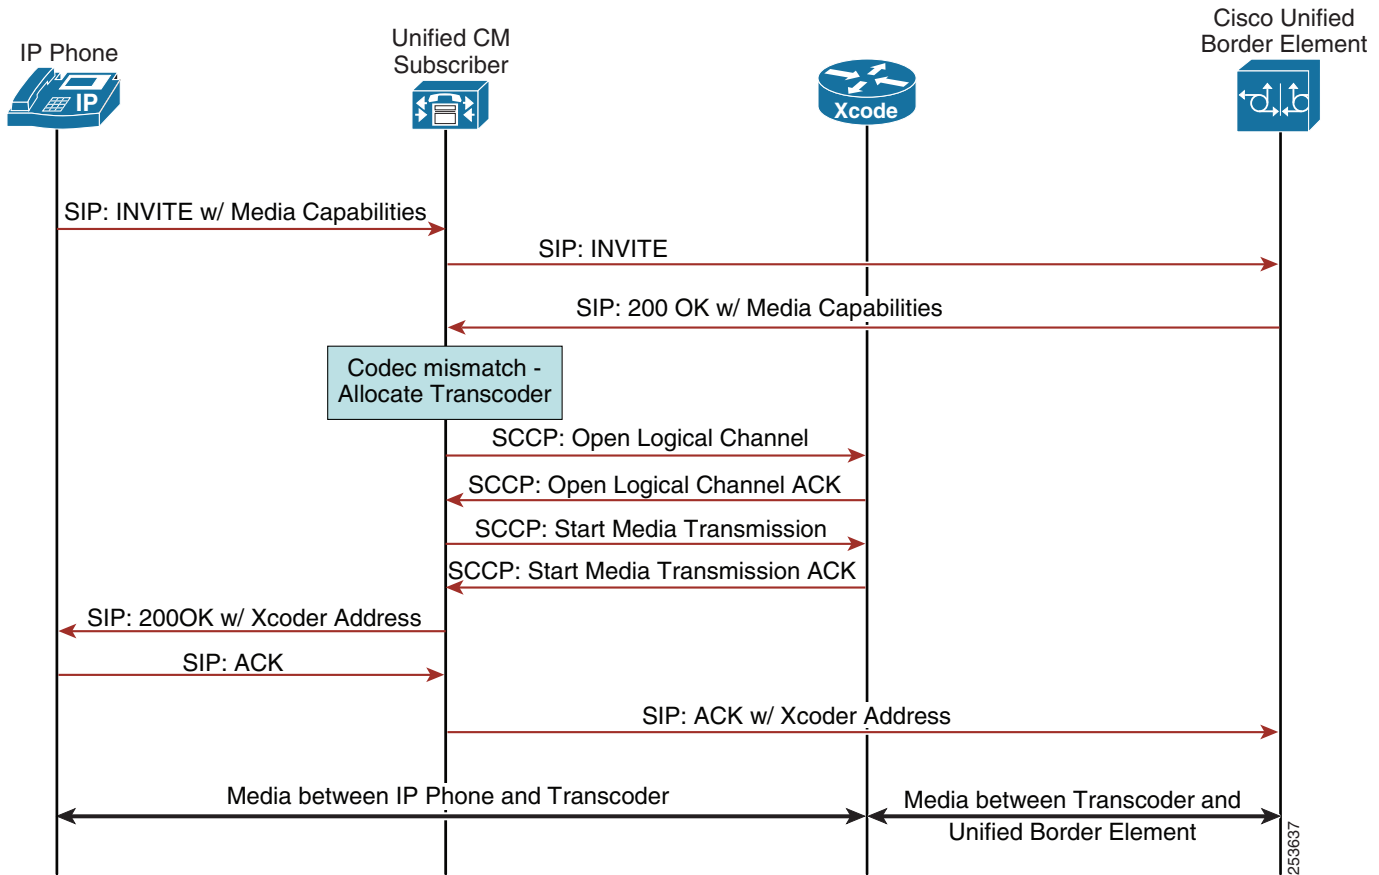 Cisco Unified
Border Element
Unified CM
Subscriber
IP Phone
IP
Xcode
SIP: INVITE w/ Media Capabilities
SIP: INVITE
SIP: 200 OK w/ Media Capabilities
Codec mismatch -
Allocate Transcoder
SCCP: Open Logical Channel
SCCP: Open Logical Channel ACK
SCCP: Start Media Transmission
SCCP: Start Media Transmission ACK
SIP: 200OK w/ Xcoder Address
SIP: ACK
SIP: ACK w/ Xcoder Address
Media between IP Phone and Transcoder
Media between Transcoder and
Unified Border Element
253637